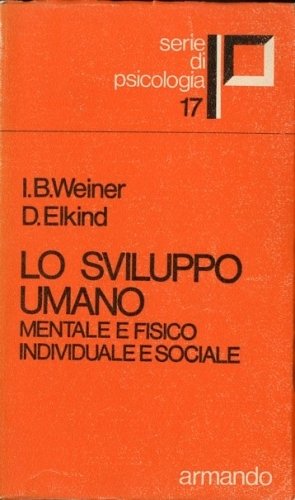 serie di
psicologia
17
I.B.Weiner
D.Elkind
LO SVILUPPO
UMANO
MENTALE E FISICO
INDIVIDUALE E SOCIALE
armando